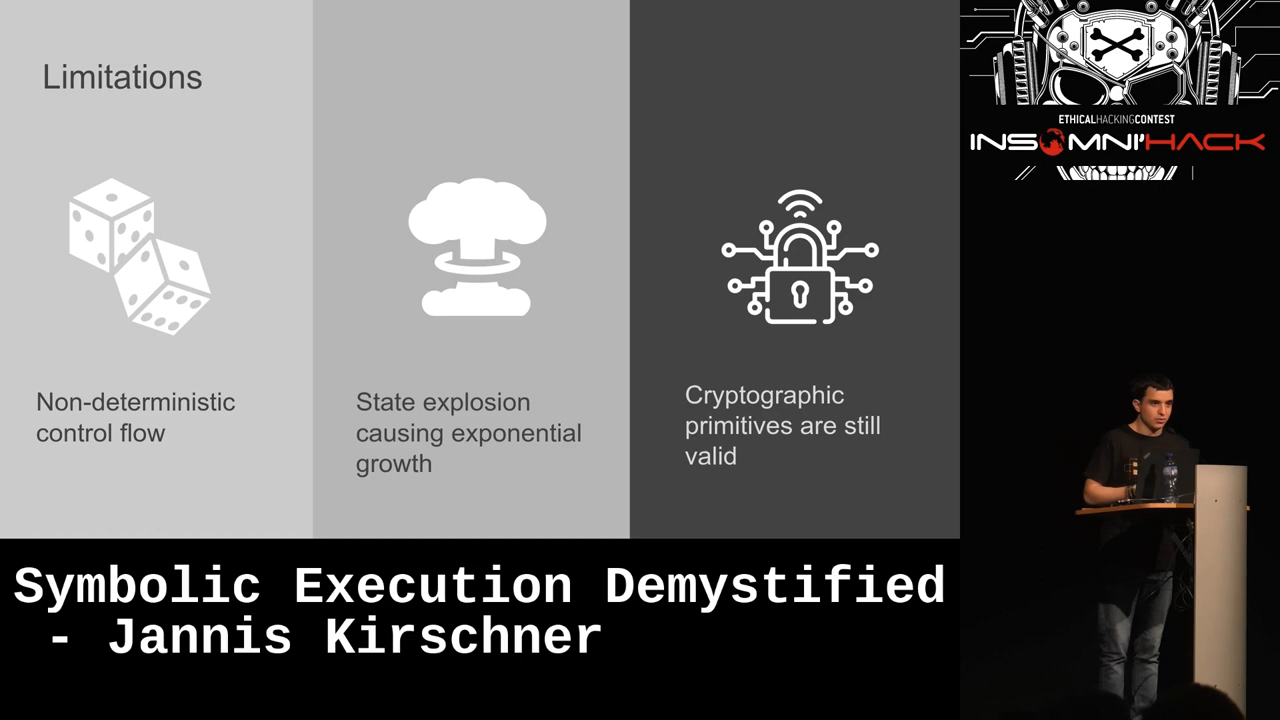 Limitations
Non-deterministic
control flow
State explosion
causing exponential
growth
Cryptographic
primitives are still
valid
ETHICALHACKINGCONTEST
INSOMNI'HACK
Symbolic Execution Demystified
- Jannis Kirschner